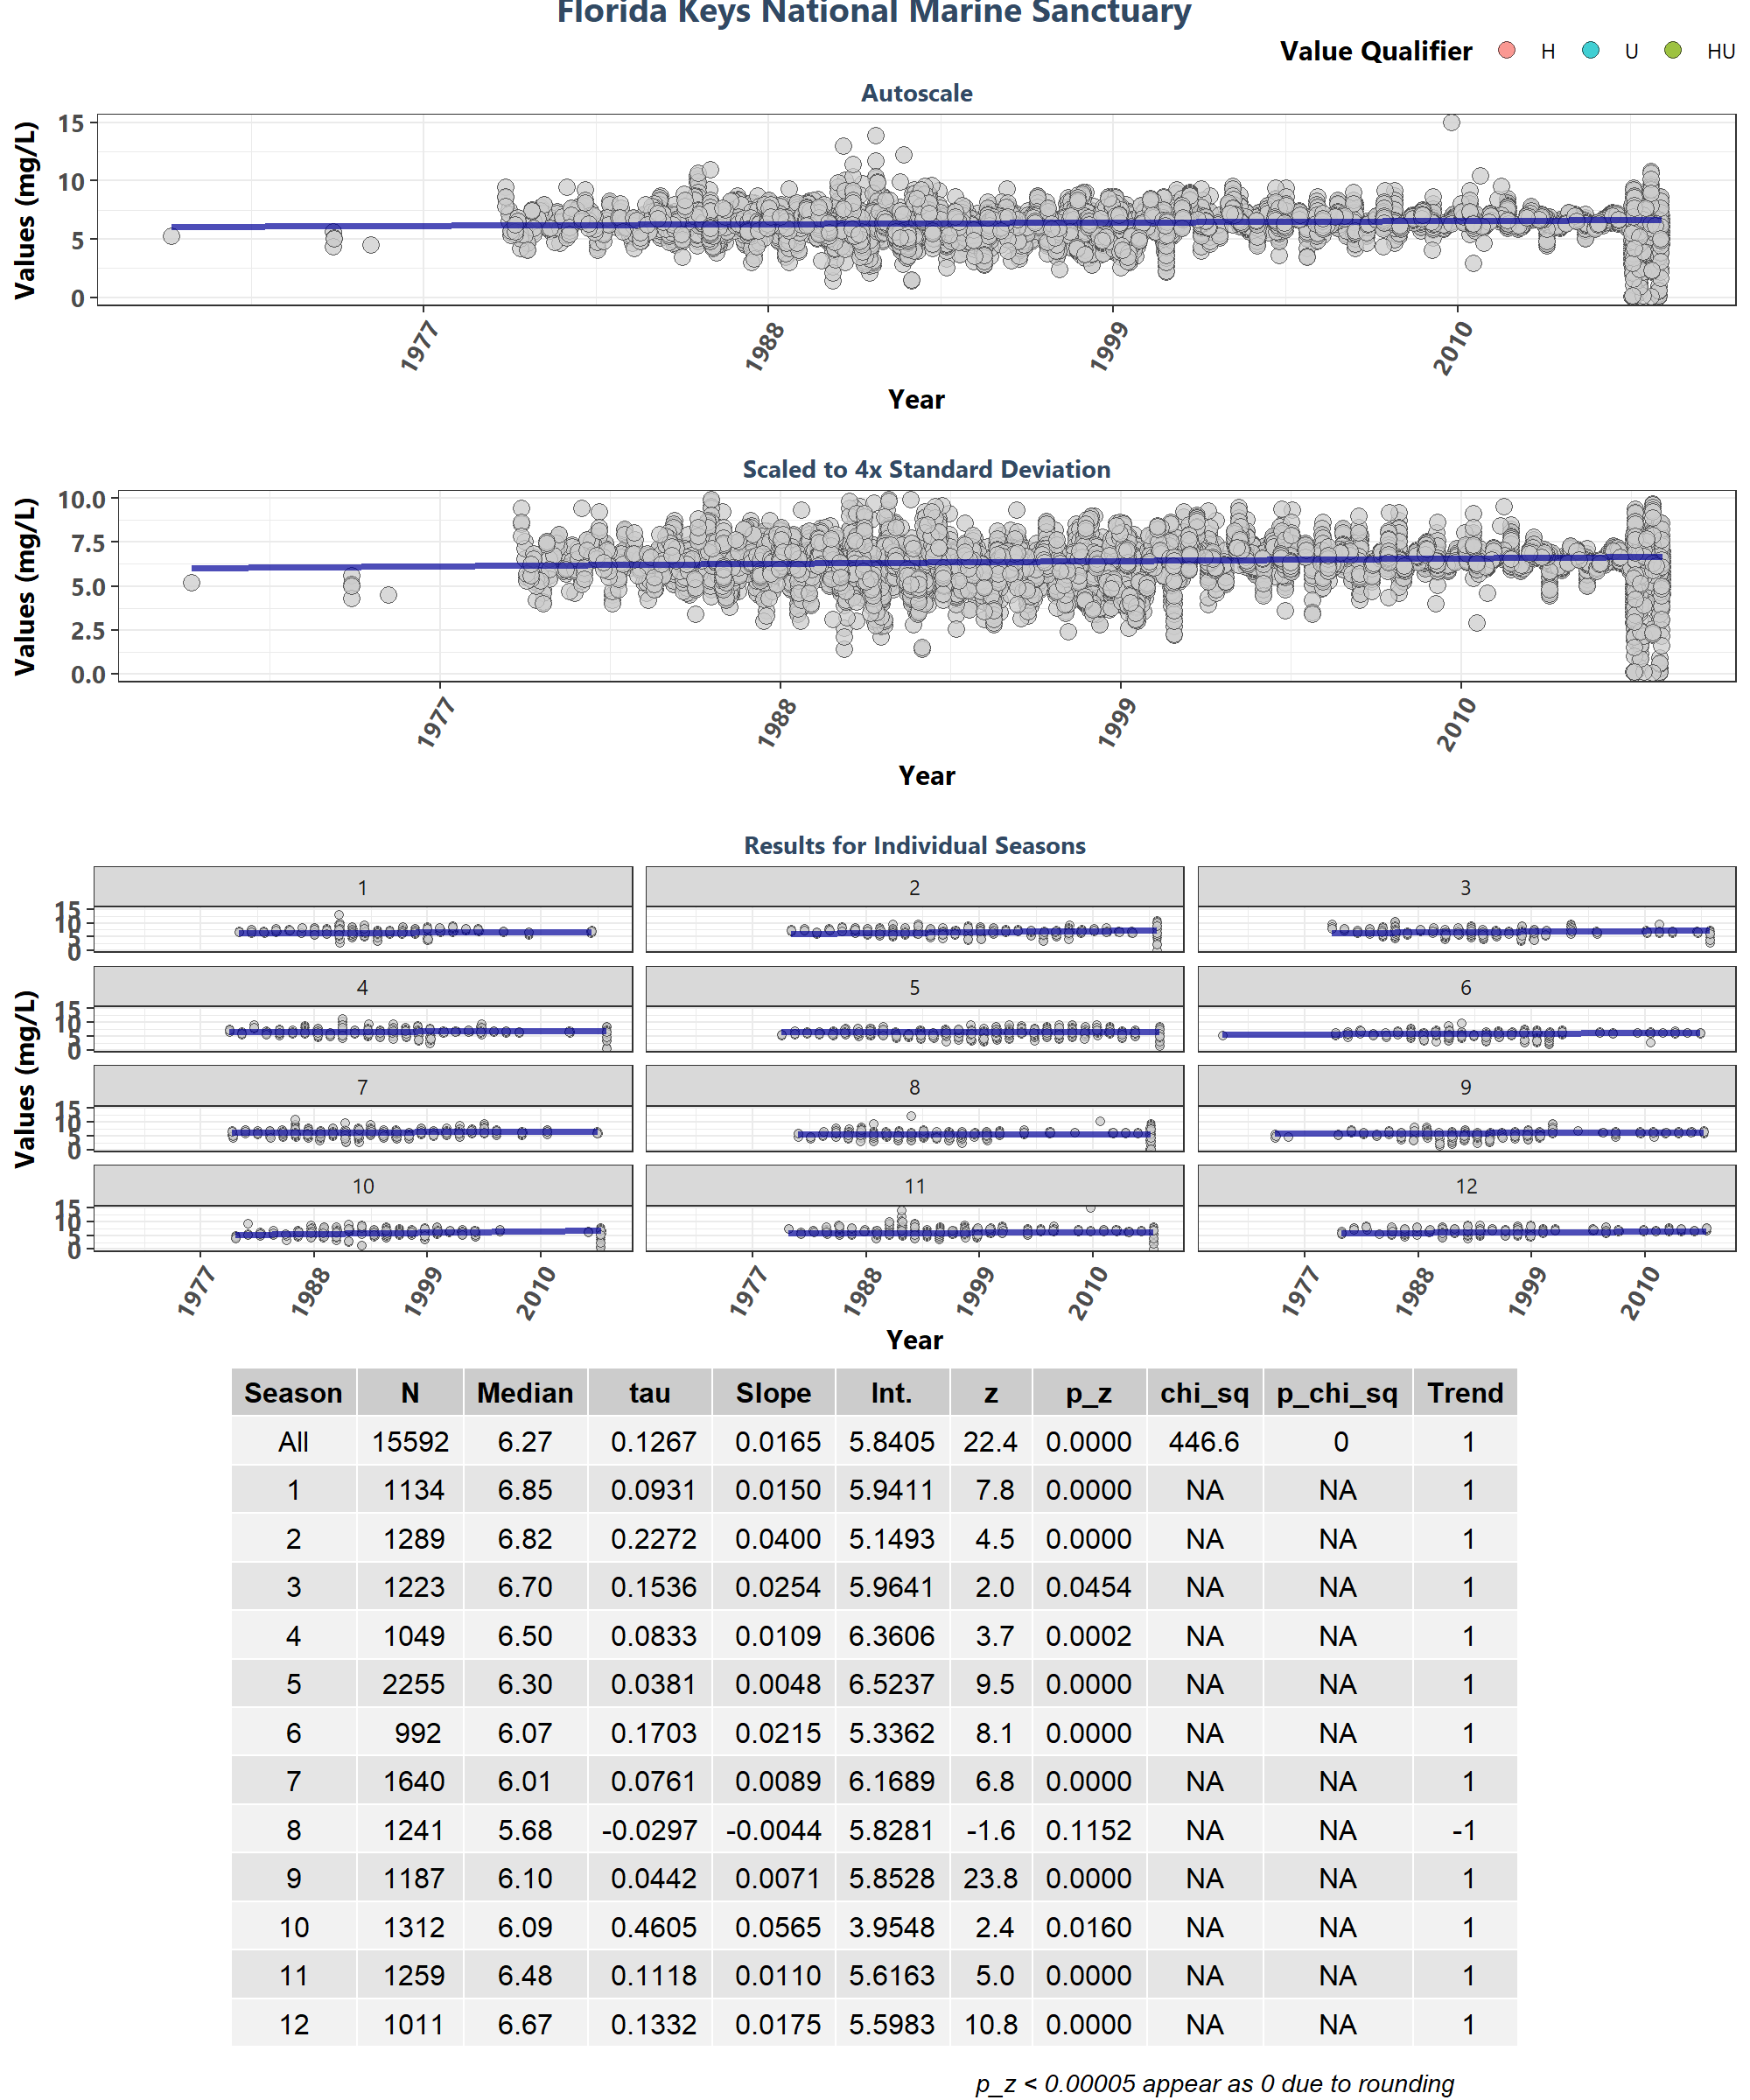 Florida Keys National Marine Sanctuary
Value Qualifier H U HU
Autoscale
Values (mg/L)
15
10
5
0
1977 1988 1999 2010
Year
Scaled to 4x Standard Deviation
Values (mg/L)
10.0
7.5
5.0
2.5
0.0
1977 1988 1999 2010
Year
Results for Individual Seasons
Values (mg/L)
1 2 3
15
10
5
0
4 5 6
15
10
5
0
7 8 9
15
10
5
0
10 11 12
15
10
5
0
1977 1988 1999 2010 1977 1988 1999 2010 1977 1988 1999 2010
Year
Season N Median tau Slope Int. z p_z chi_sq p_chi_sq Trend
All 15592 6.27 0.1267 0.0165 5.8405 22.4 0.0000 446.6 0 1
1 1134 6.85 0.0931 0.0150 5.9411 7.8 0.0000 NA NA 1
2 1289 6.82 0.2272 0.0400 5.1493 4.5 0.0000 NA NA 1
3 1223 6.70 0.1536 0.0254 5.9641 2.0 0.0454 NA NA 1
4 1049 6.50 0.0833 0.0109 6.3606 3.7 0.0002 NA NA 1
5 2255 6.30 0.0381 0.0048 6.5237 9.5 0.0000 NA NA 1
6 992 6.07 0.1703 0.0215 5.3362 8.1 0.0000 NA NA 1
7 1640 6.01 0.0761 0.0089 6.1689 6.8 0.0000 NA NA 1
8 1241 5.68 -0.0297 -0.0044 5.8281 -1.6 0.1152 NA NA -1
9 1187 6.10 0.0442 0.0071 5.8528 23.8 0.0000 NA NA 1
10 1312 6.09 0.4605 0.0565 3.9548 2.4 0.0160 NA NA 1
11 1259 6.48 0.1118 0.0110 5.6163 5.0 0.0000 NA NA 1
12 1011 6.67 0.1332 0.0175 5.5983 10.8 0.0000 NA NA 1
p_z < 0.00005 appear as 0 due to rounding